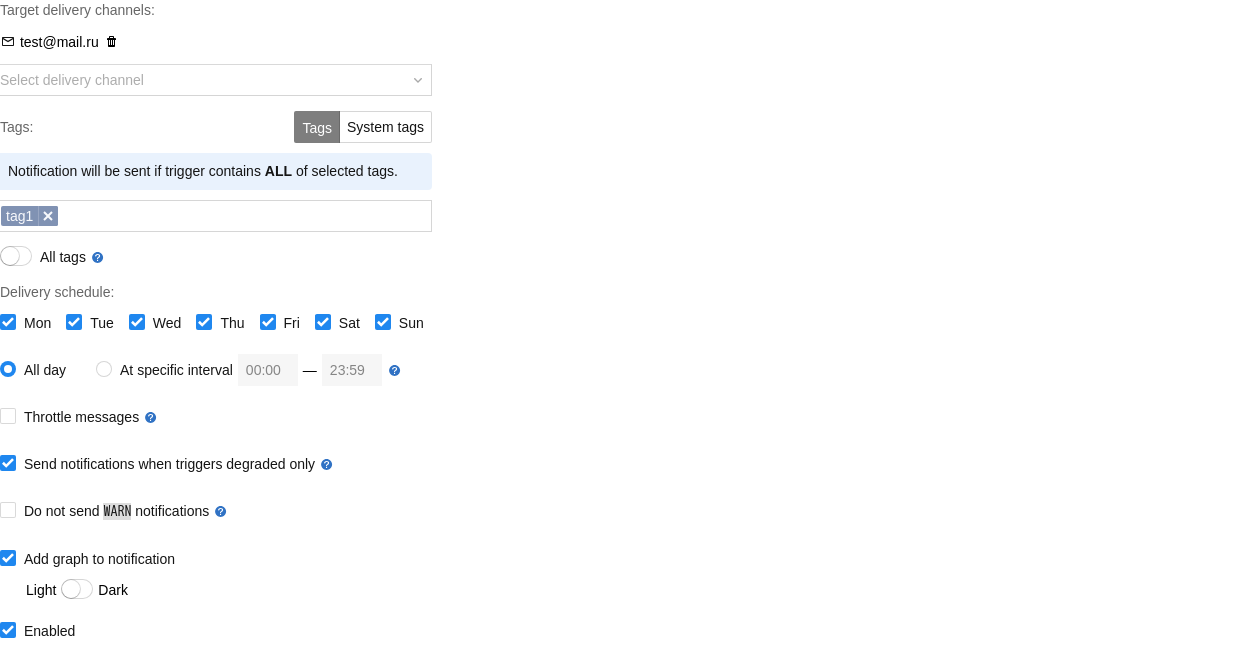 Target delivery channels:
test@mail.ru
Select delivery channel
Tags: Tags System tags
Notification will be sent if trigger contains ALL of selected tags.
tag1
All tags ?
Delivery schedule:
Mon Tue Wed Thu Fri Sat Sun
All day At specific interval 00:00 — 23:59 ?
Throttle messages ?
Send notifications when triggers degraded only ?
Do not send WARN notifications ?
Add graph to notification
Light Dark
Enabled